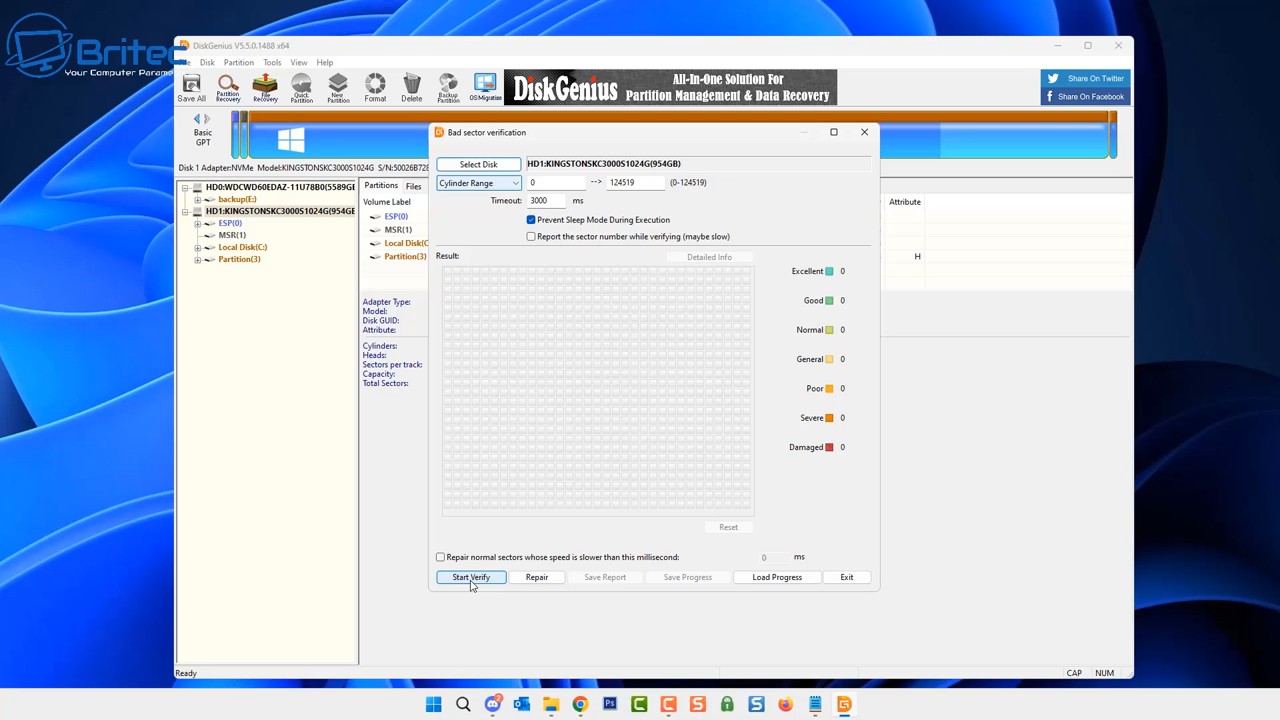 Britec
Your Computer Parame
DiskGenius V5.5.0.1488 x64
Disk Partition Tools View Help
Save All
Partition Recovery
File Recovery
Quick Partition
New Partition
Format
Delete
Backup Partition
OS Migration
DiskGenius
All-In-One Solution For
Partition Management & Data Recovery
Share On Twitter
Share On Facebook
Basic
GPT
Disk 1 Adapter:NVMe Model:KINGSTONSKC3000S1024G S/N:50026B728
HD0:WDCWD60EDAZ-11U78B0(5589GE
backup(E:)
HD1:KINGSTONSKC3000S1024G(954GE
ESP(0)
MSR(1)
Local Disk(C:)
Partition(3)
Partitions Files
Volume Label
Attribute
ESP(0)
MSR(1)
Local Disk(C:
Partition(3)
H
Adapter Type:
Model:
Disk GUID:
Attribute:
Cylinders:
Heads:
Sectors per track:
Capacity:
Total Sectors:
Bad sector verification
Select Disk HD1:KINGSTONSKC3000S1024G(954GB)
Cylinder Range 0 --> 124519 (0-124519)
Timeout: 3000 ms
Prevent Sleep Mode During Execution
Report the sector number while verifying (maybe slow)
Result: Detailed Info
Excellent 0
Good 0
Normal 0
General 0
Poor 0
Severe 0
Damaged 0
Reset
Repair normal sectors whose speed is slower than this millisecond: 0 ms
Start Verify Repair Save Report Save Progress Load Progress Exit
Ready CAP NUM